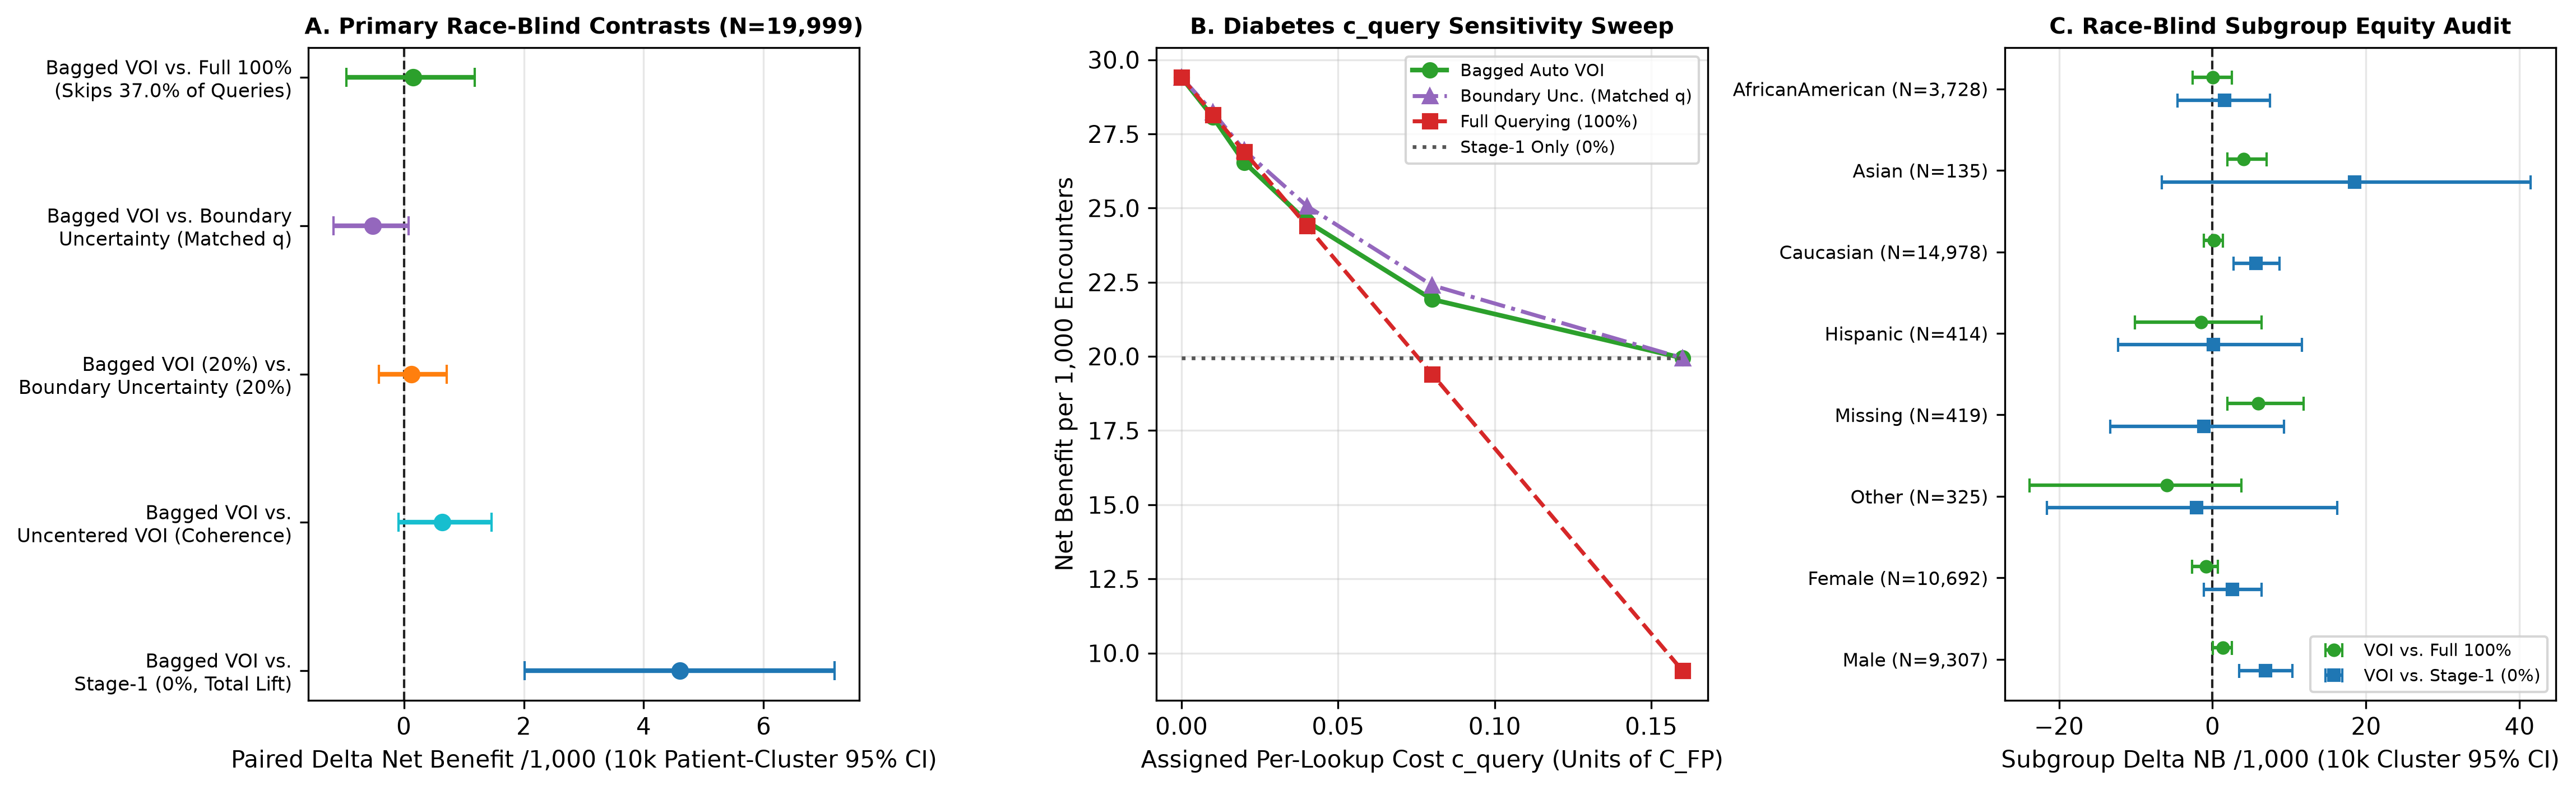 A. Primary Race-Blind Contrasts (N=19,999)
Bagged VOI vs. Full 100%
(Skips 37.0% of Queries)
Bagged VOI vs. Boundary
Uncertainty (Matched q)
Bagged VOI (20%) vs.
Boundary Uncertainty (20%)
Bagged VOI vs.
Uncentered VOI (Coherence)
Bagged VOI vs.
Stage-1 (0%, Total Lift)
0 2 4 6
Paired Delta Net Benefit /1,000 (10k Patient-Cluster 95% CI)
B. Diabetes c_query Sensitivity Sweep
Net Benefit per 1,000 Encounters
30.0
27.5
25.0
22.5
20.0
17.5
15.0
12.5
10.0
Bagged Auto VOI
Boundary Unc. (Matched q)
Full Querying (100%)
Stage-1 Only (0%)
0.00 0.05 0.10 0.15
Assigned Per-Lookup Cost c_query (Units of C_FP)
C. Race-Blind Subgroup Equity Audit
AfricanAmerican (N=3,728)
Asian (N=135)
Caucasian (N=14,978)
Hispanic (N=414)
Missing (N=419)
Other (N=325)
Female (N=10,692)
Male (N=9,307)
VOI vs. Full 100%
VOI vs. Stage-1 (0%)
−20 0 20 40
Subgroup Delta NB /1,000 (10k Cluster 95% CI)